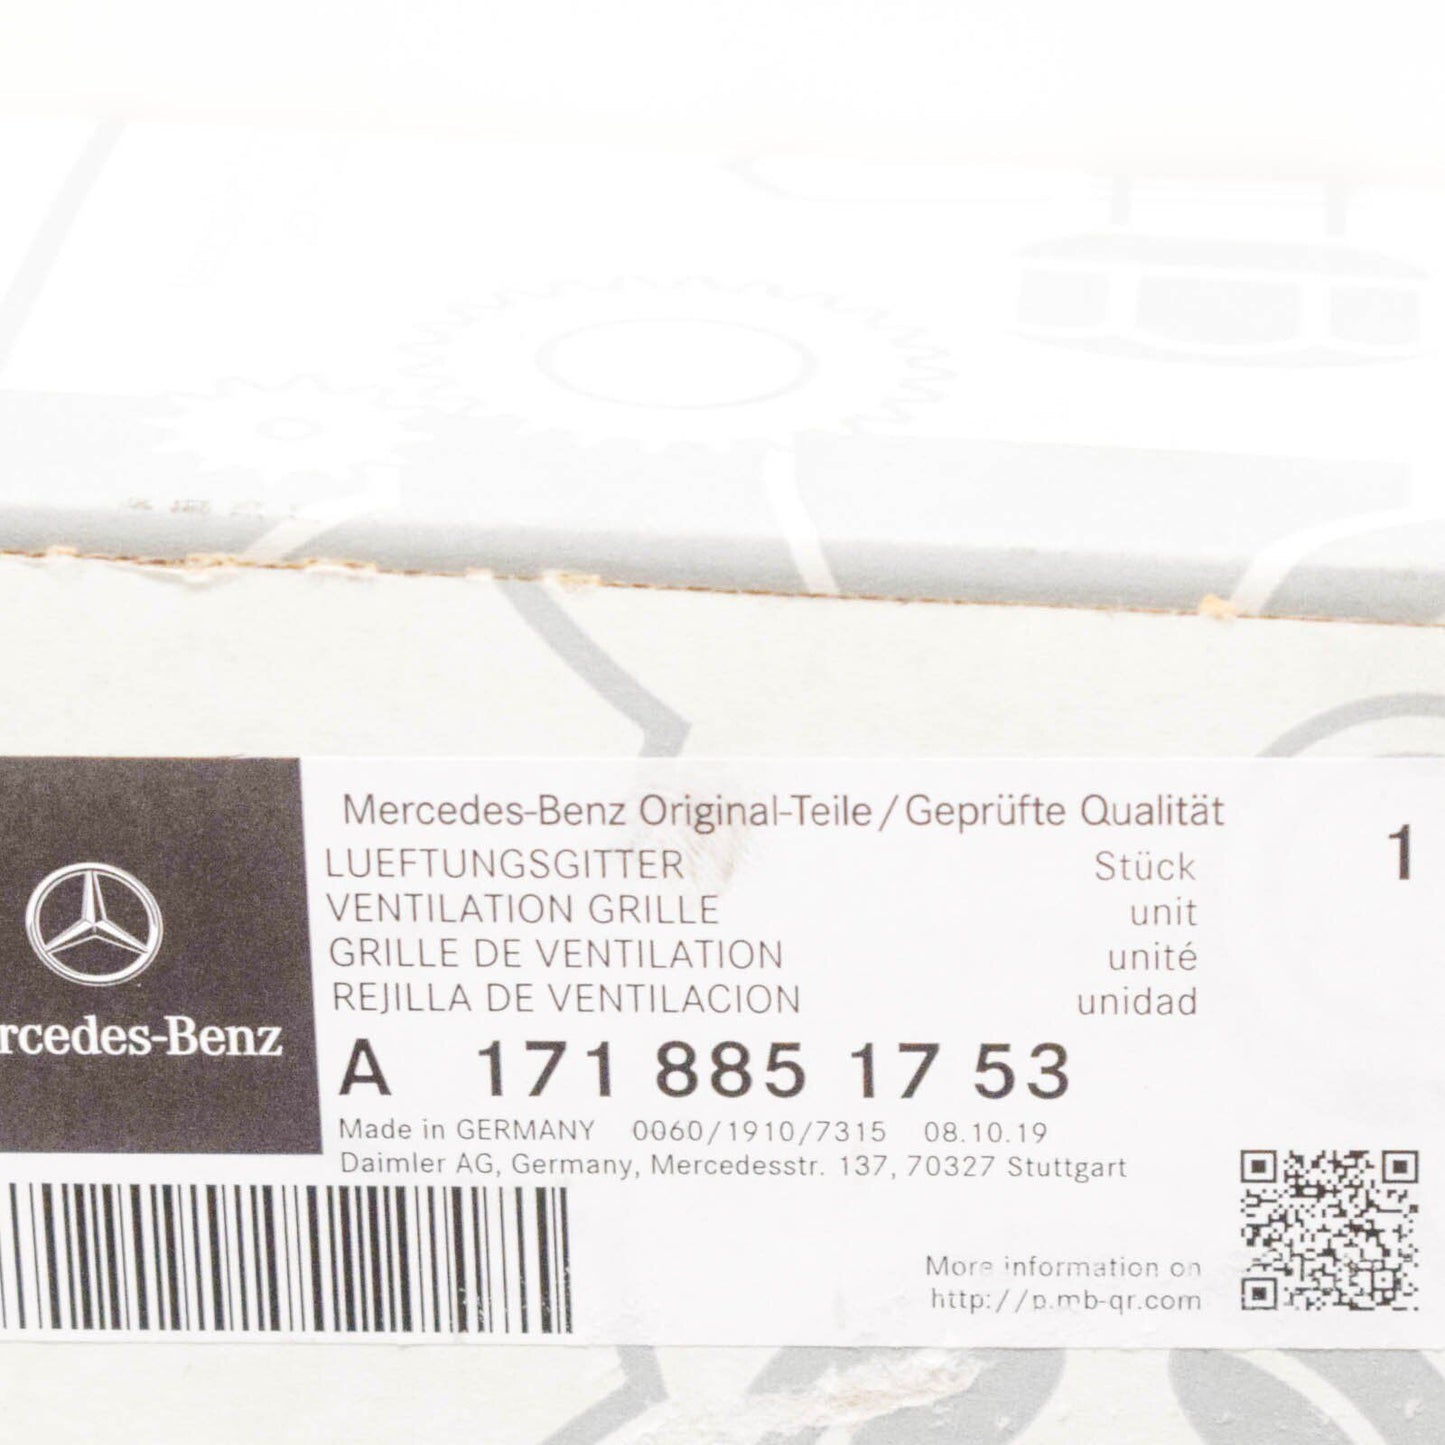 Mercedes-Benz Original-Teile/Geprüfte Qualität
LUEFTUNGSGITTER Stück 1
VENTILATION GRILLE unit
GRILLE DE VENTILATION unité
REJILLA DE VENTILACION unidad
rcedes-Benz
A 171 885 17 53
Made in GERMANY 0060/1910/7315 08.10.19
Daimler AG, Germany, Mercedesstr. 137, 70327 Stuttgart
More information on
http://p.mb-qr.com